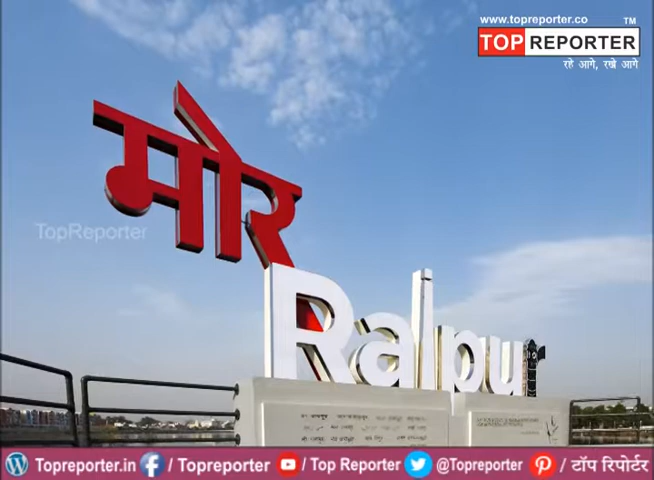 www.topreporter.co
TM
TOP REPORTER
रहे आगे, रखे आगे
मोर
TopReporter
Raipur
Topreporter.in / Topreporter / Top Reporter @Topreporter / टॉप रिपोर्टर